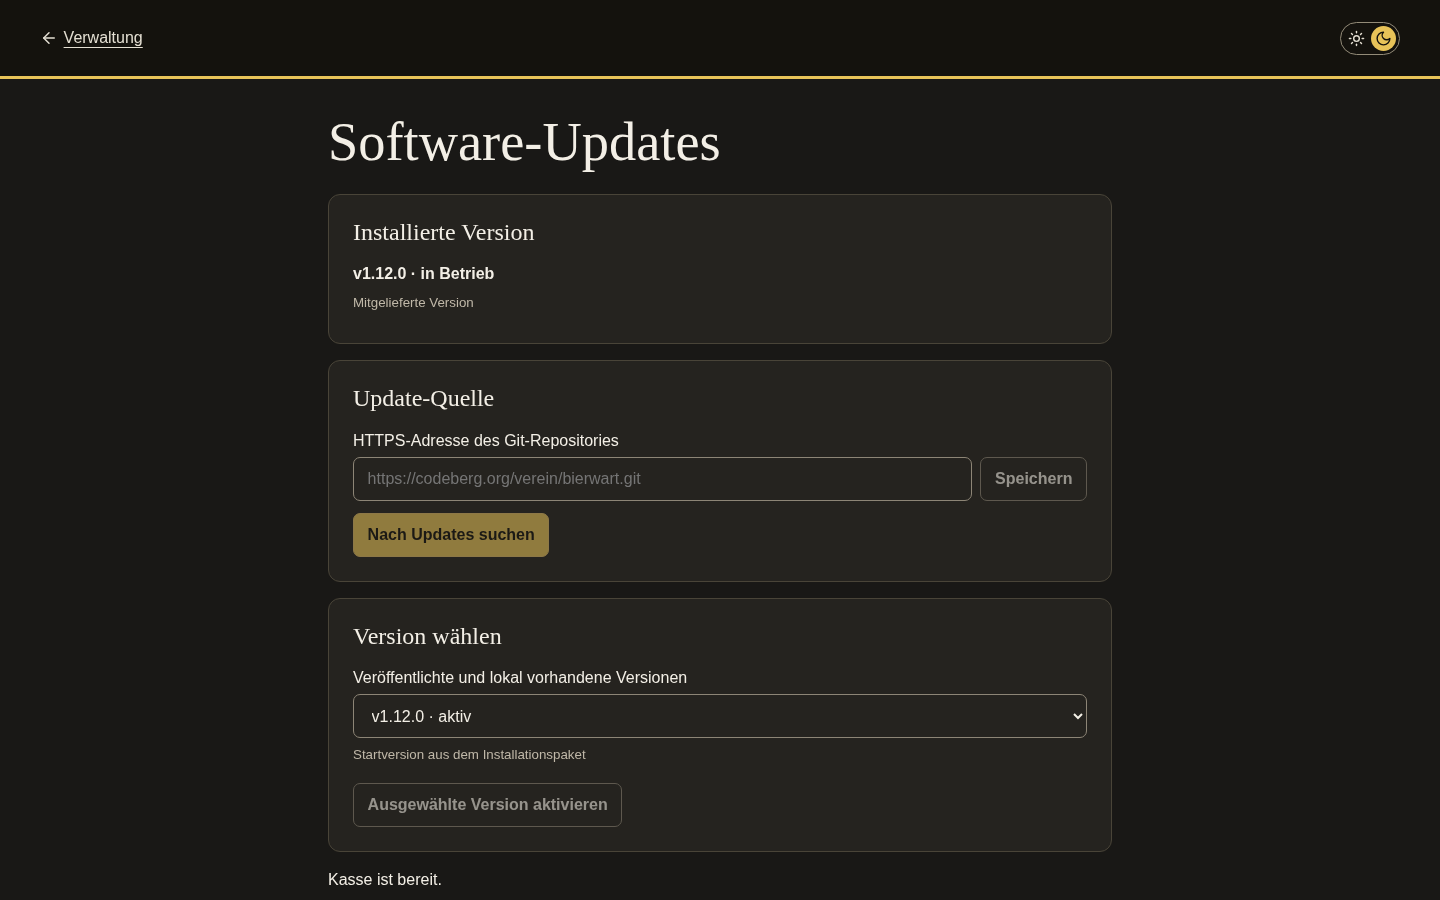 Verwaltung
Software-Updates
Installierte Version
v1.12.0 · in Betrieb
Mitgelieferte Version
Update-Quelle
HTTPS-Adresse des Git-Repositories
https://codeberg.org/verein/bierwart.git
Speichern
Nach Updates suchen
Version wählen
Veröffentlichte und lokal vorhandene Versionen
v1.12.0 · aktiv
Startversion aus dem Installationspaket
Ausgewählte Version aktivieren
Kasse ist bereit.